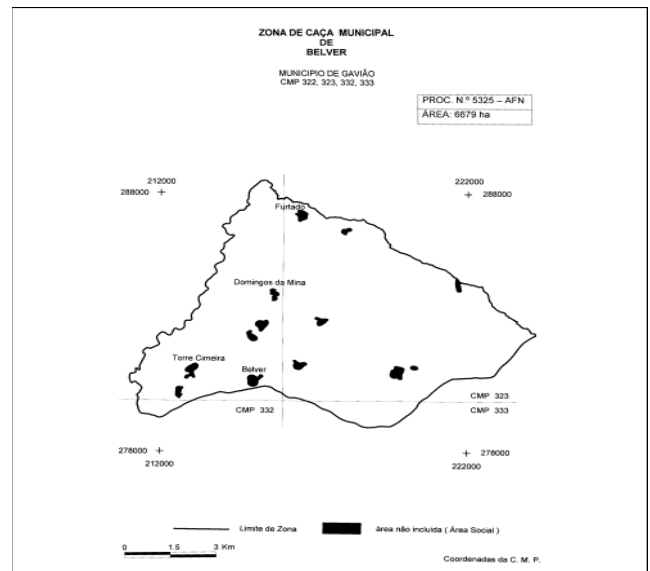 ZONA DE CAÇA MUNICIPAL
DE
BELVER
MUNICIPIO DE GAVIÃO
CMP 322, 323, 332, 333
PROC. N.º 5325 – AFN
ÁREA: 6679 ha
212000
288000
222000
288000
Furtado
Domingos da Mina
Torre Cimeira
Belver
CMP 332
CMP 323
CMP 333
278000
212000
278000
222000
Limite de Zona
área não incluída ( Área Social )
0 1.5 3 Km
Coordenadas da C. M. P.